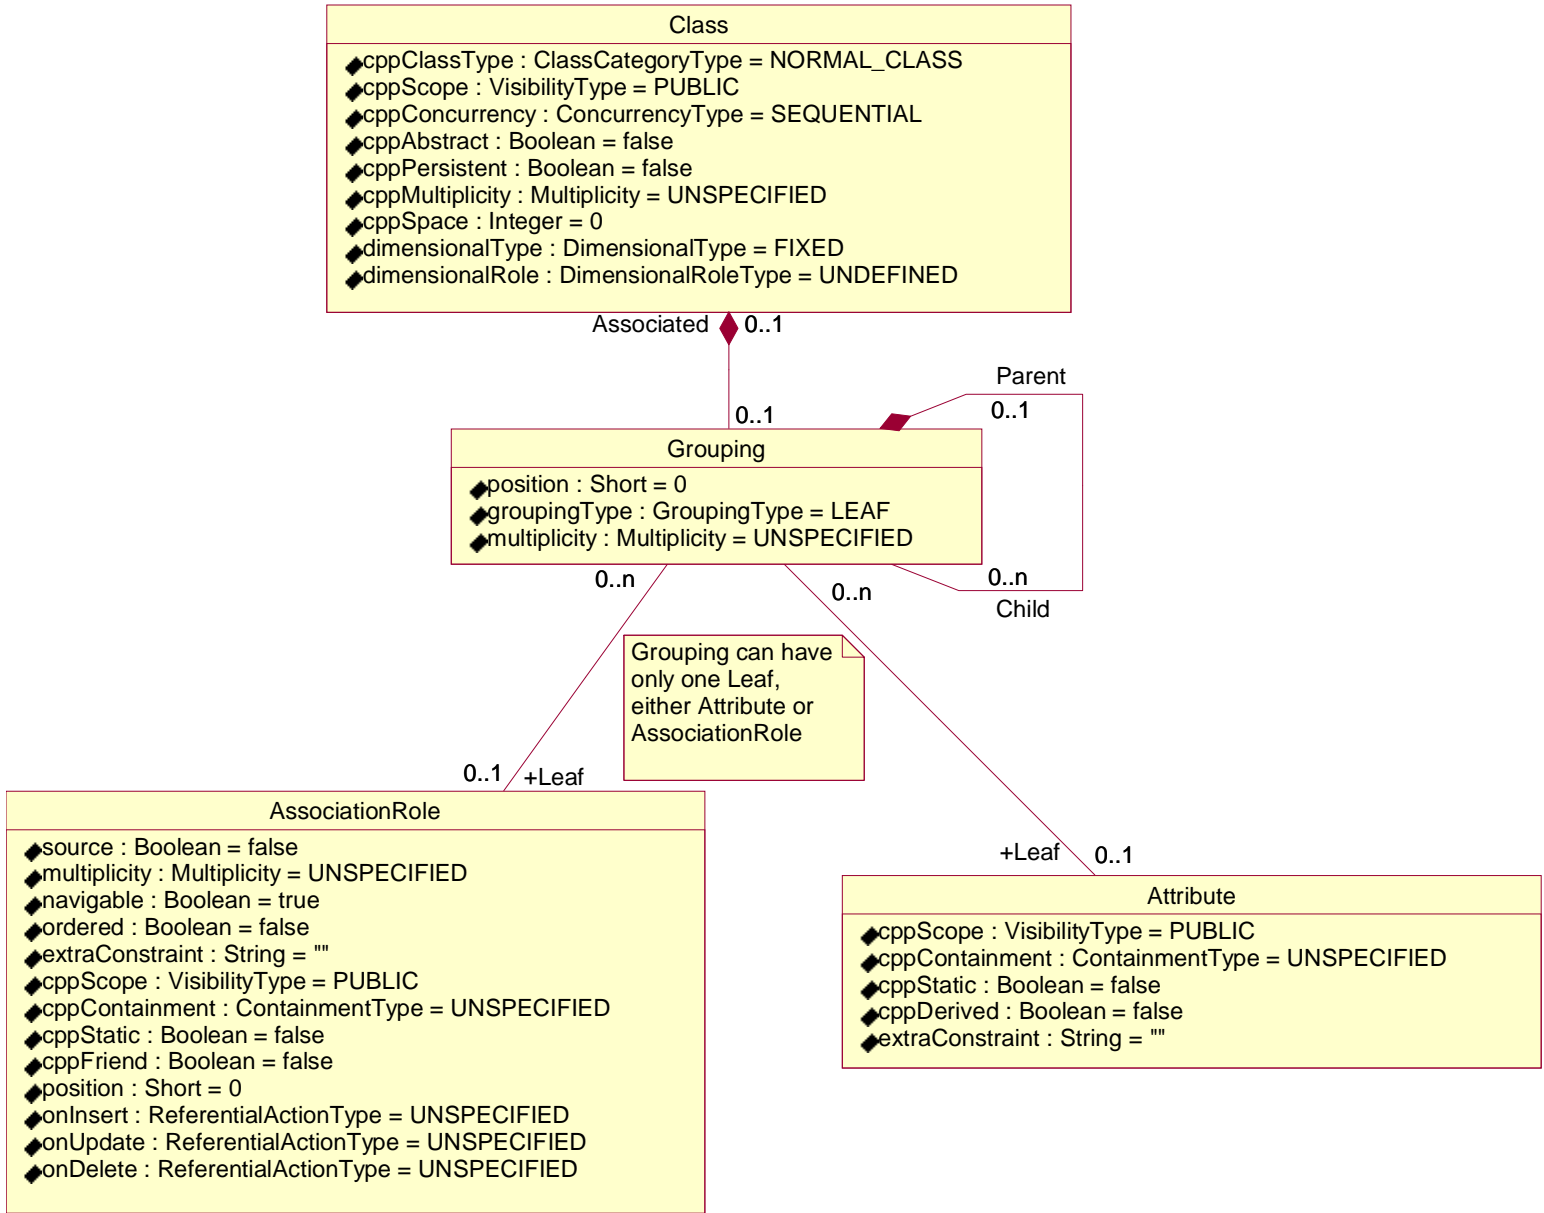 Class
cppClassType : ClassCategoryType = NORMAL_CLASS
cppScope : VisibilityType = PUBLIC
cppConcurrency : ConcurrencyType = SEQUENTIAL
cppAbstract : Boolean = false
cppPersistent : Boolean = false
cppMultiplicity : Multiplicity = UNSPECIFIED
cppSpace : Integer = 0
dimensionalType : DimensionalType = FIXED
dimensionalRole : DimensionalRoleType = UNDEFINED
Associated 0..1
Parent
0..1
0..1
Grouping
position : Short = 0
groupingType : GroupingType = LEAF
multiplicity : Multiplicity = UNSPECIFIED
0..n
0..n
0..n
Child
Grouping can have
only one Leaf,
either Attribute or
AssociationRole
0..1 +Leaf
AssociationRole
source : Boolean = false
multiplicity : Multiplicity = UNSPECIFIED
navigable : Boolean = true
ordered : Boolean = false
extraConstraint : String = ""
cppScope : VisibilityType = PUBLIC
cppContainment : ContainmentType = UNSPECIFIED
cppStatic : Boolean = false
cppFriend : Boolean = false
position : Short = 0
onInsert : ReferentialActionType = UNSPECIFIED
onUpdate : ReferentialActionType = UNSPECIFIED
onDelete : ReferentialActionType = UNSPECIFIED
+Leaf 0..1
Attribute
cppScope : VisibilityType = PUBLIC
cppContainment : ContainmentType = UNSPECIFIED
cppStatic : Boolean = false
cppDerived : Boolean = false
extraConstraint : String = ""